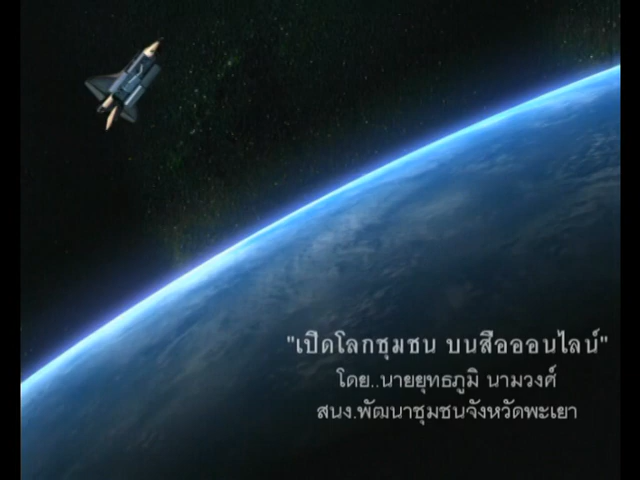 "เปิดโลกชุมชน บนสื่อออนไลน์"
โดย..นายยุทธภูมิ นามวงศ์
สนง.พัฒนาชุมชนจังหวัดพะเยา